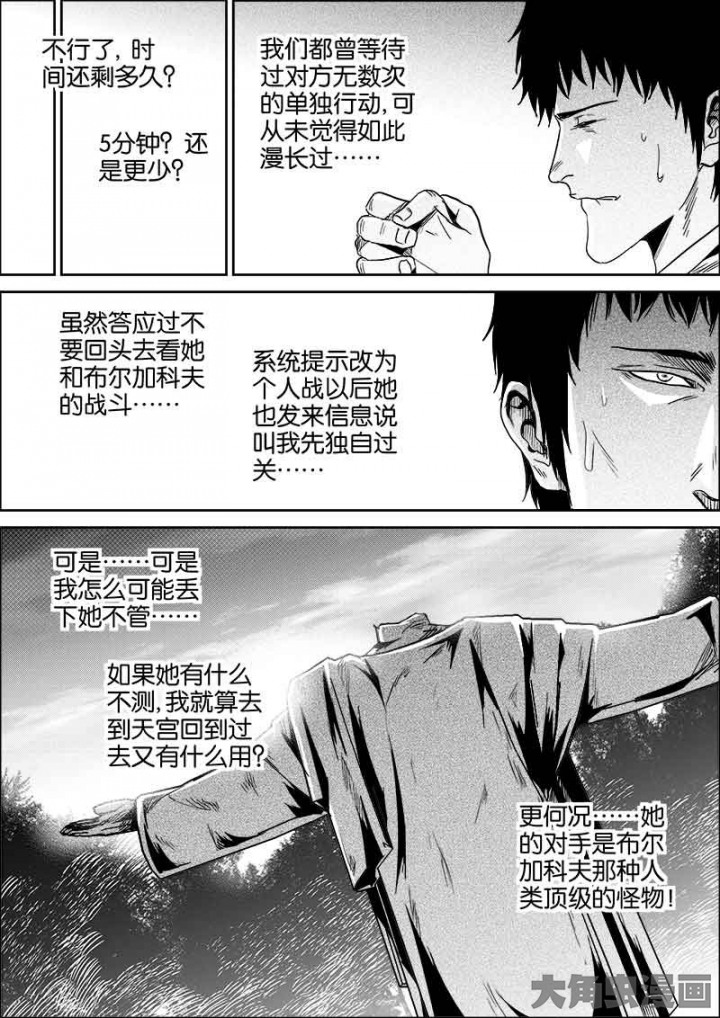 不行了，时
间还剩多久？
5分钟？还
是更少？
我们都曾等待
过对方无数次
的单独行动，可
从未觉得如此
漫长过……
虽然答应过不
要回头去看她
和布尔加科夫
的战斗……
系统提示改为
个人战以后她
也发来信息说
叫我先独自过
关……
可是……可是
我怎么可能丢
下她不管……
如果她有什么
不测，我就算去
到天宫回到过
去又有什么用？
更何况……她
的对手是布尔
加科夫那种人
类顶级的怪物！
大角虫漫画